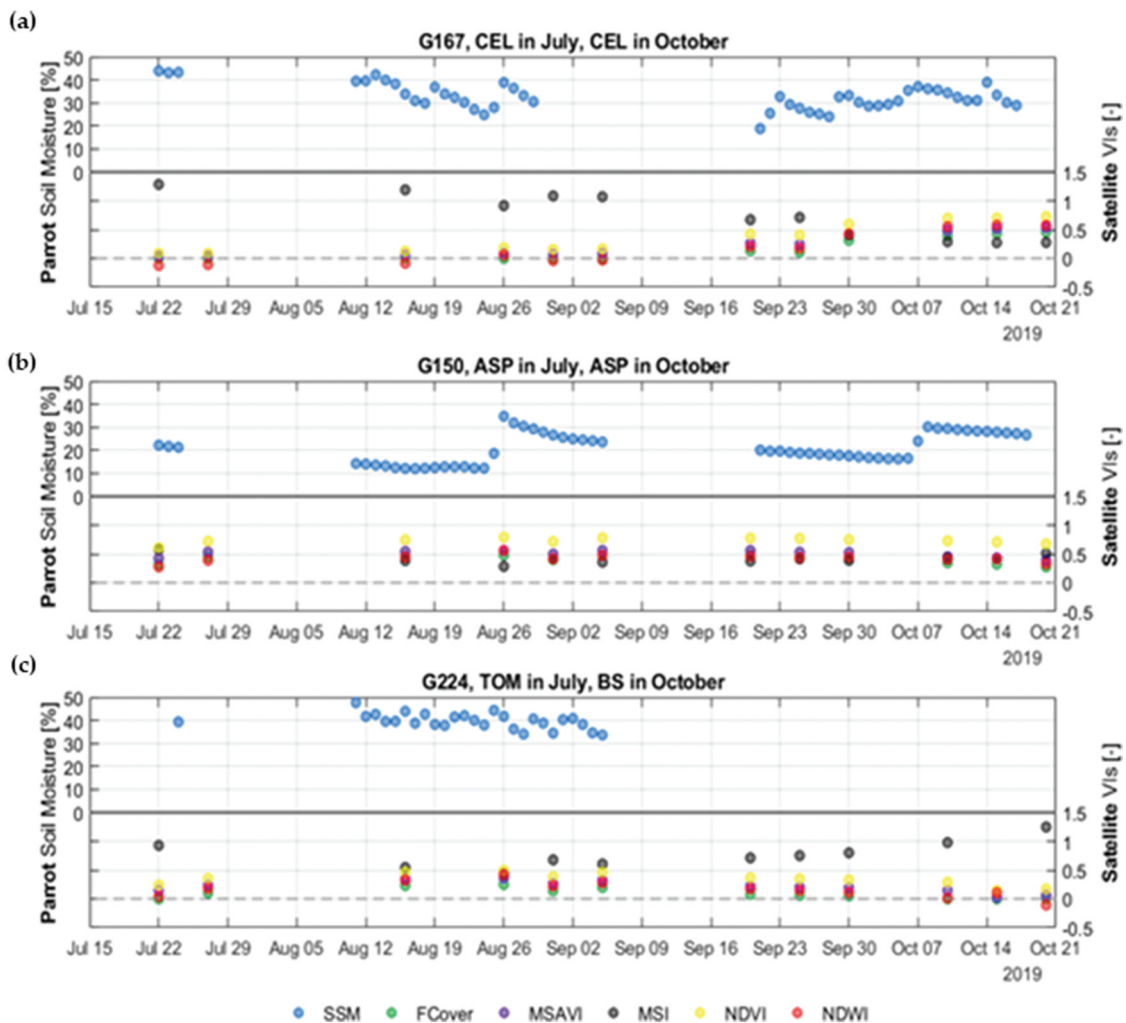 (a)
G167, CEL in July, CEL in October
Parrot Soil Moisture [%]
50
40
30
20
10
0
1.5
1
0.5
0
-0.5
Satellite VIs [-]
Jul 15 Jul 22 Jul 29 Aug 05 Aug 12 Aug 19 Aug 26 Sep 02 Sep 09 Sep 16 Sep 23 Sep 30 Oct 07 Oct 14 Oct 21
2019
(b)
G150, ASP in July, ASP in October
Parrot Soil Moisture [%]
50
40
30
20
10
0
1.5
1
0.5
0
-0.5
Satellite VIs [-]
Jul 15 Jul 22 Jul 29 Aug 05 Aug 12 Aug 19 Aug 26 Sep 02 Sep 09 Sep 16 Sep 23 Sep 30 Oct 07 Oct 14 Oct 21
2019
(c)
G224, TOM in July, BS in October
Parrot Soil Moisture [%]
50
40
30
20
10
0
1.5
1
0.5
0
-0.5
Satellite VIs [-]
Jul 15 Jul 22 Jul 29 Aug 05 Aug 12 Aug 19 Aug 26 Sep 02 Sep 09 Sep 16 Sep 23 Sep 30 Oct 07 Oct 14 Oct 21
2019
SSM FCover MSAVI MSI NDVI NDWI